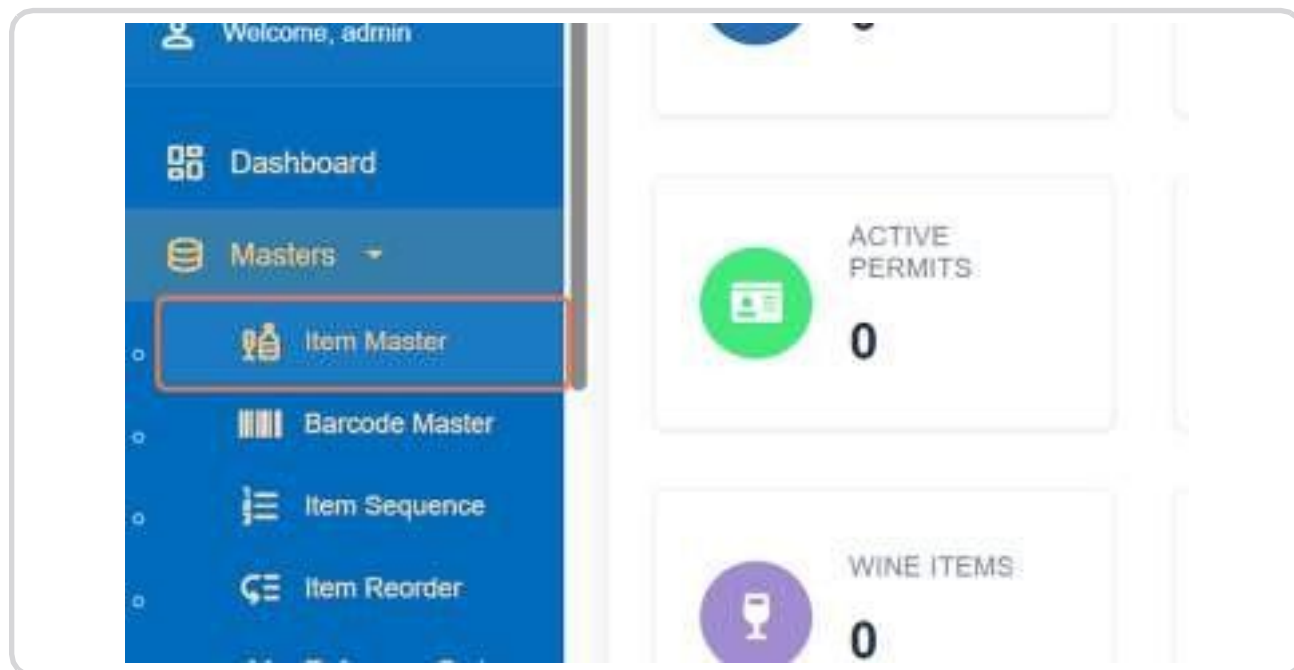 Welcome, admin
Dashboard
Masters
Item Master
Barcode Master
Item Sequence
Item Reorder
ACTIVE
PERMITS
0
WINE ITEMS
0